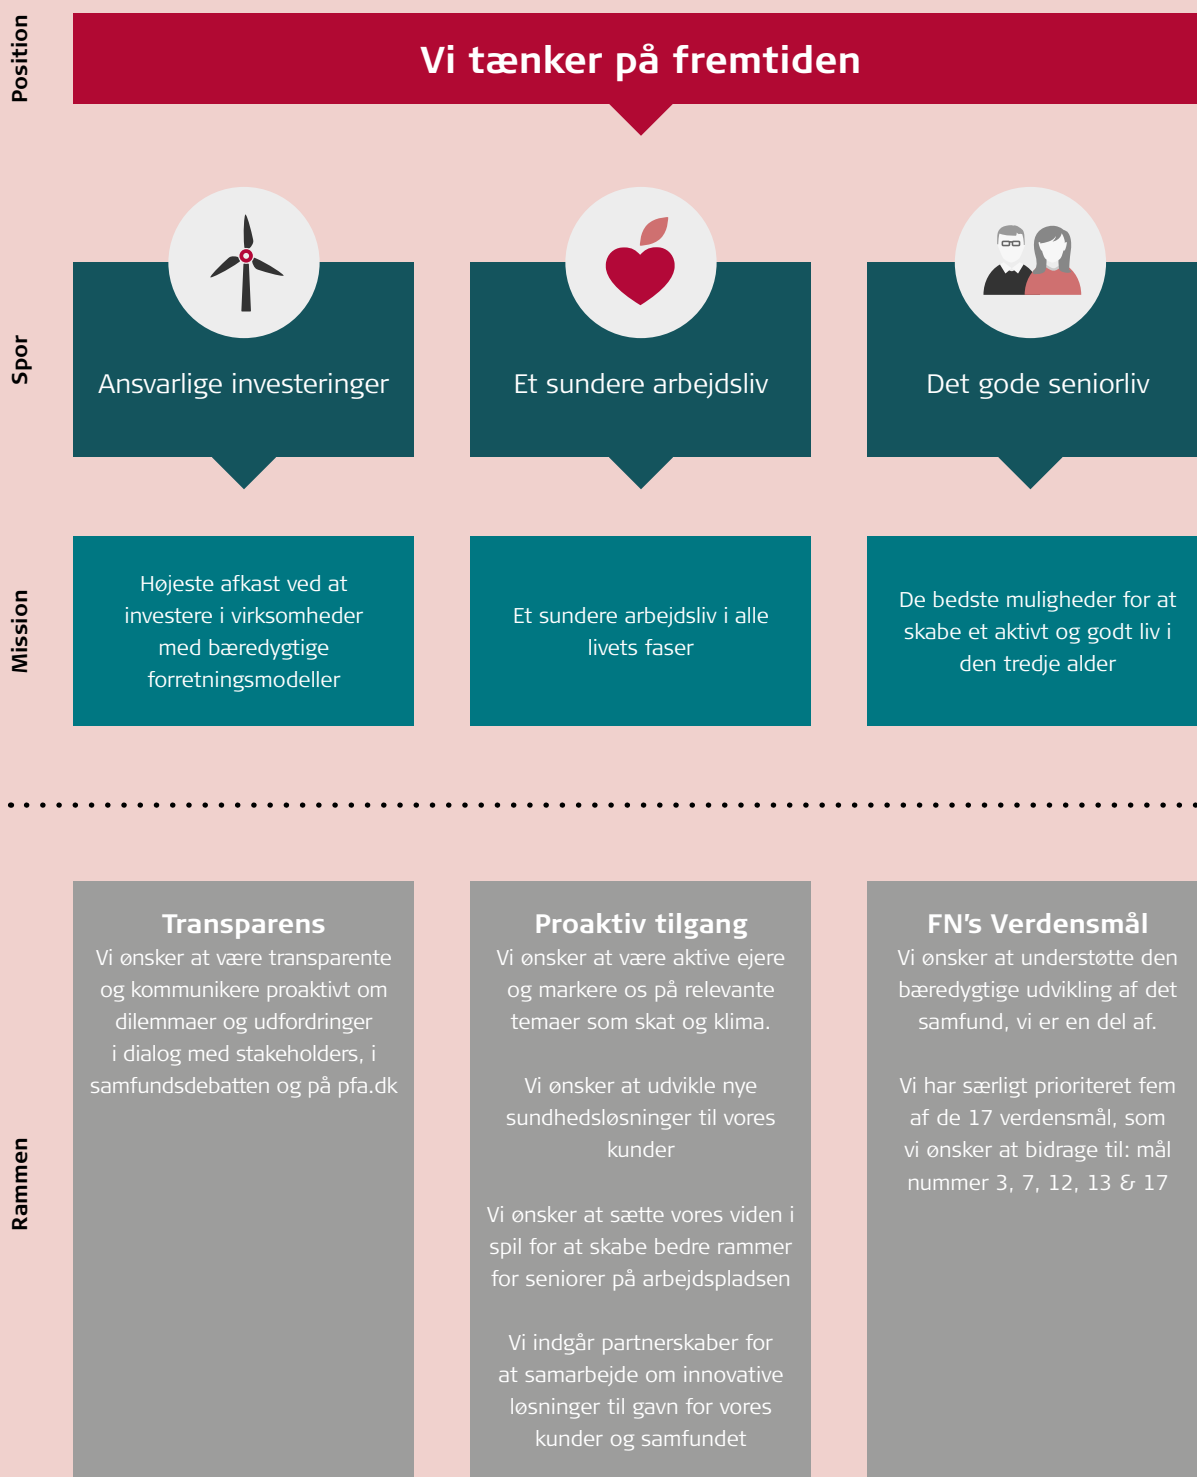 Position
Vi tænker på fremtiden
Spor
Ansvarlige investeringer
Et sundere arbejdsliv
Det gode seniorliv
Mission
Højeste afkast ved at
investere i virksomheder
med bæredygtige
forretningsmodeller
Et sundere arbejdsliv i alle
livets faser
De bedste muligheder for at
skabe et aktivt og godt liv i
den tredje alder
Rammen
Transparens
Vi ønsker at være transparente
og kommunikere proaktivt om
dilemmaer og udfordringer
i dialog med stakeholders, i
samfundsdebatten og på pfa.dk
Proaktiv tilgang
Vi ønsker at være aktive ejere
og markere os på relevante
temaer som skat og klima.
Vi ønsker at udvikle nye
sundhedsløsninger til vores
kunder
Vi ønsker at sætte vores viden i
spil for at skabe bedre rammer
for seniorer på arbejdspladsen
Vi indgår partnerskaber for
at samarbejde om innovative
løsninger til gavn for vores
kunder og samfundet
FN's Verdensmål
Vi ønsker at understøtte den
bæredygtige udvikling af det
samfund, vi er en del af.
Vi har særligt prioriteret fem
af de 17 verdensmål, som
vi ønsker at bidrage til: mål
nummer 3, 7, 12, 13 & 17